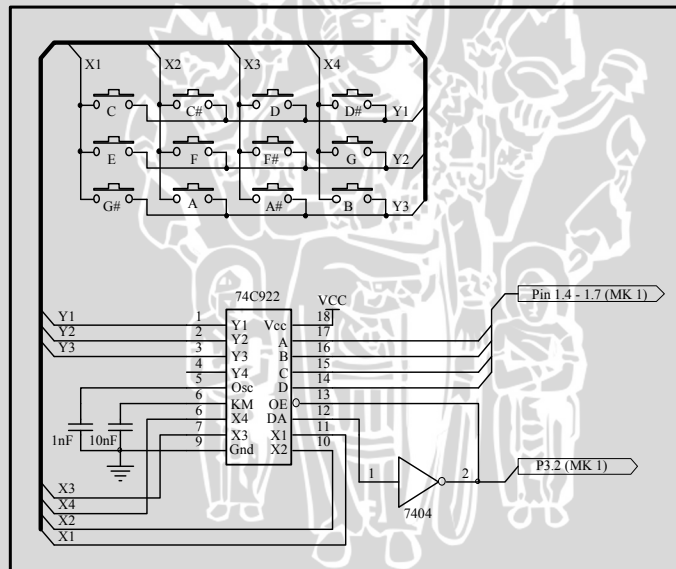 X1 X2 X3 X4
C C# D D# Y1
E F F# G Y2
G# A A# B Y3
74C922
VCC
Pin 1.4 - 1.7 (MK 1)
Y1 1 Y1 Vcc 18
Y2 2 Y2 A 17
Y3 3 Y3 B 16
4 Y4 C 15
5 Osc D 14
6 KM OE 13
6 X4 DA 12
7 X3 X1 11
9 Gnd X2 10
1nF 10nF
1 2
7404
P3.2 (MK 1)
X3
X4
X2
X1